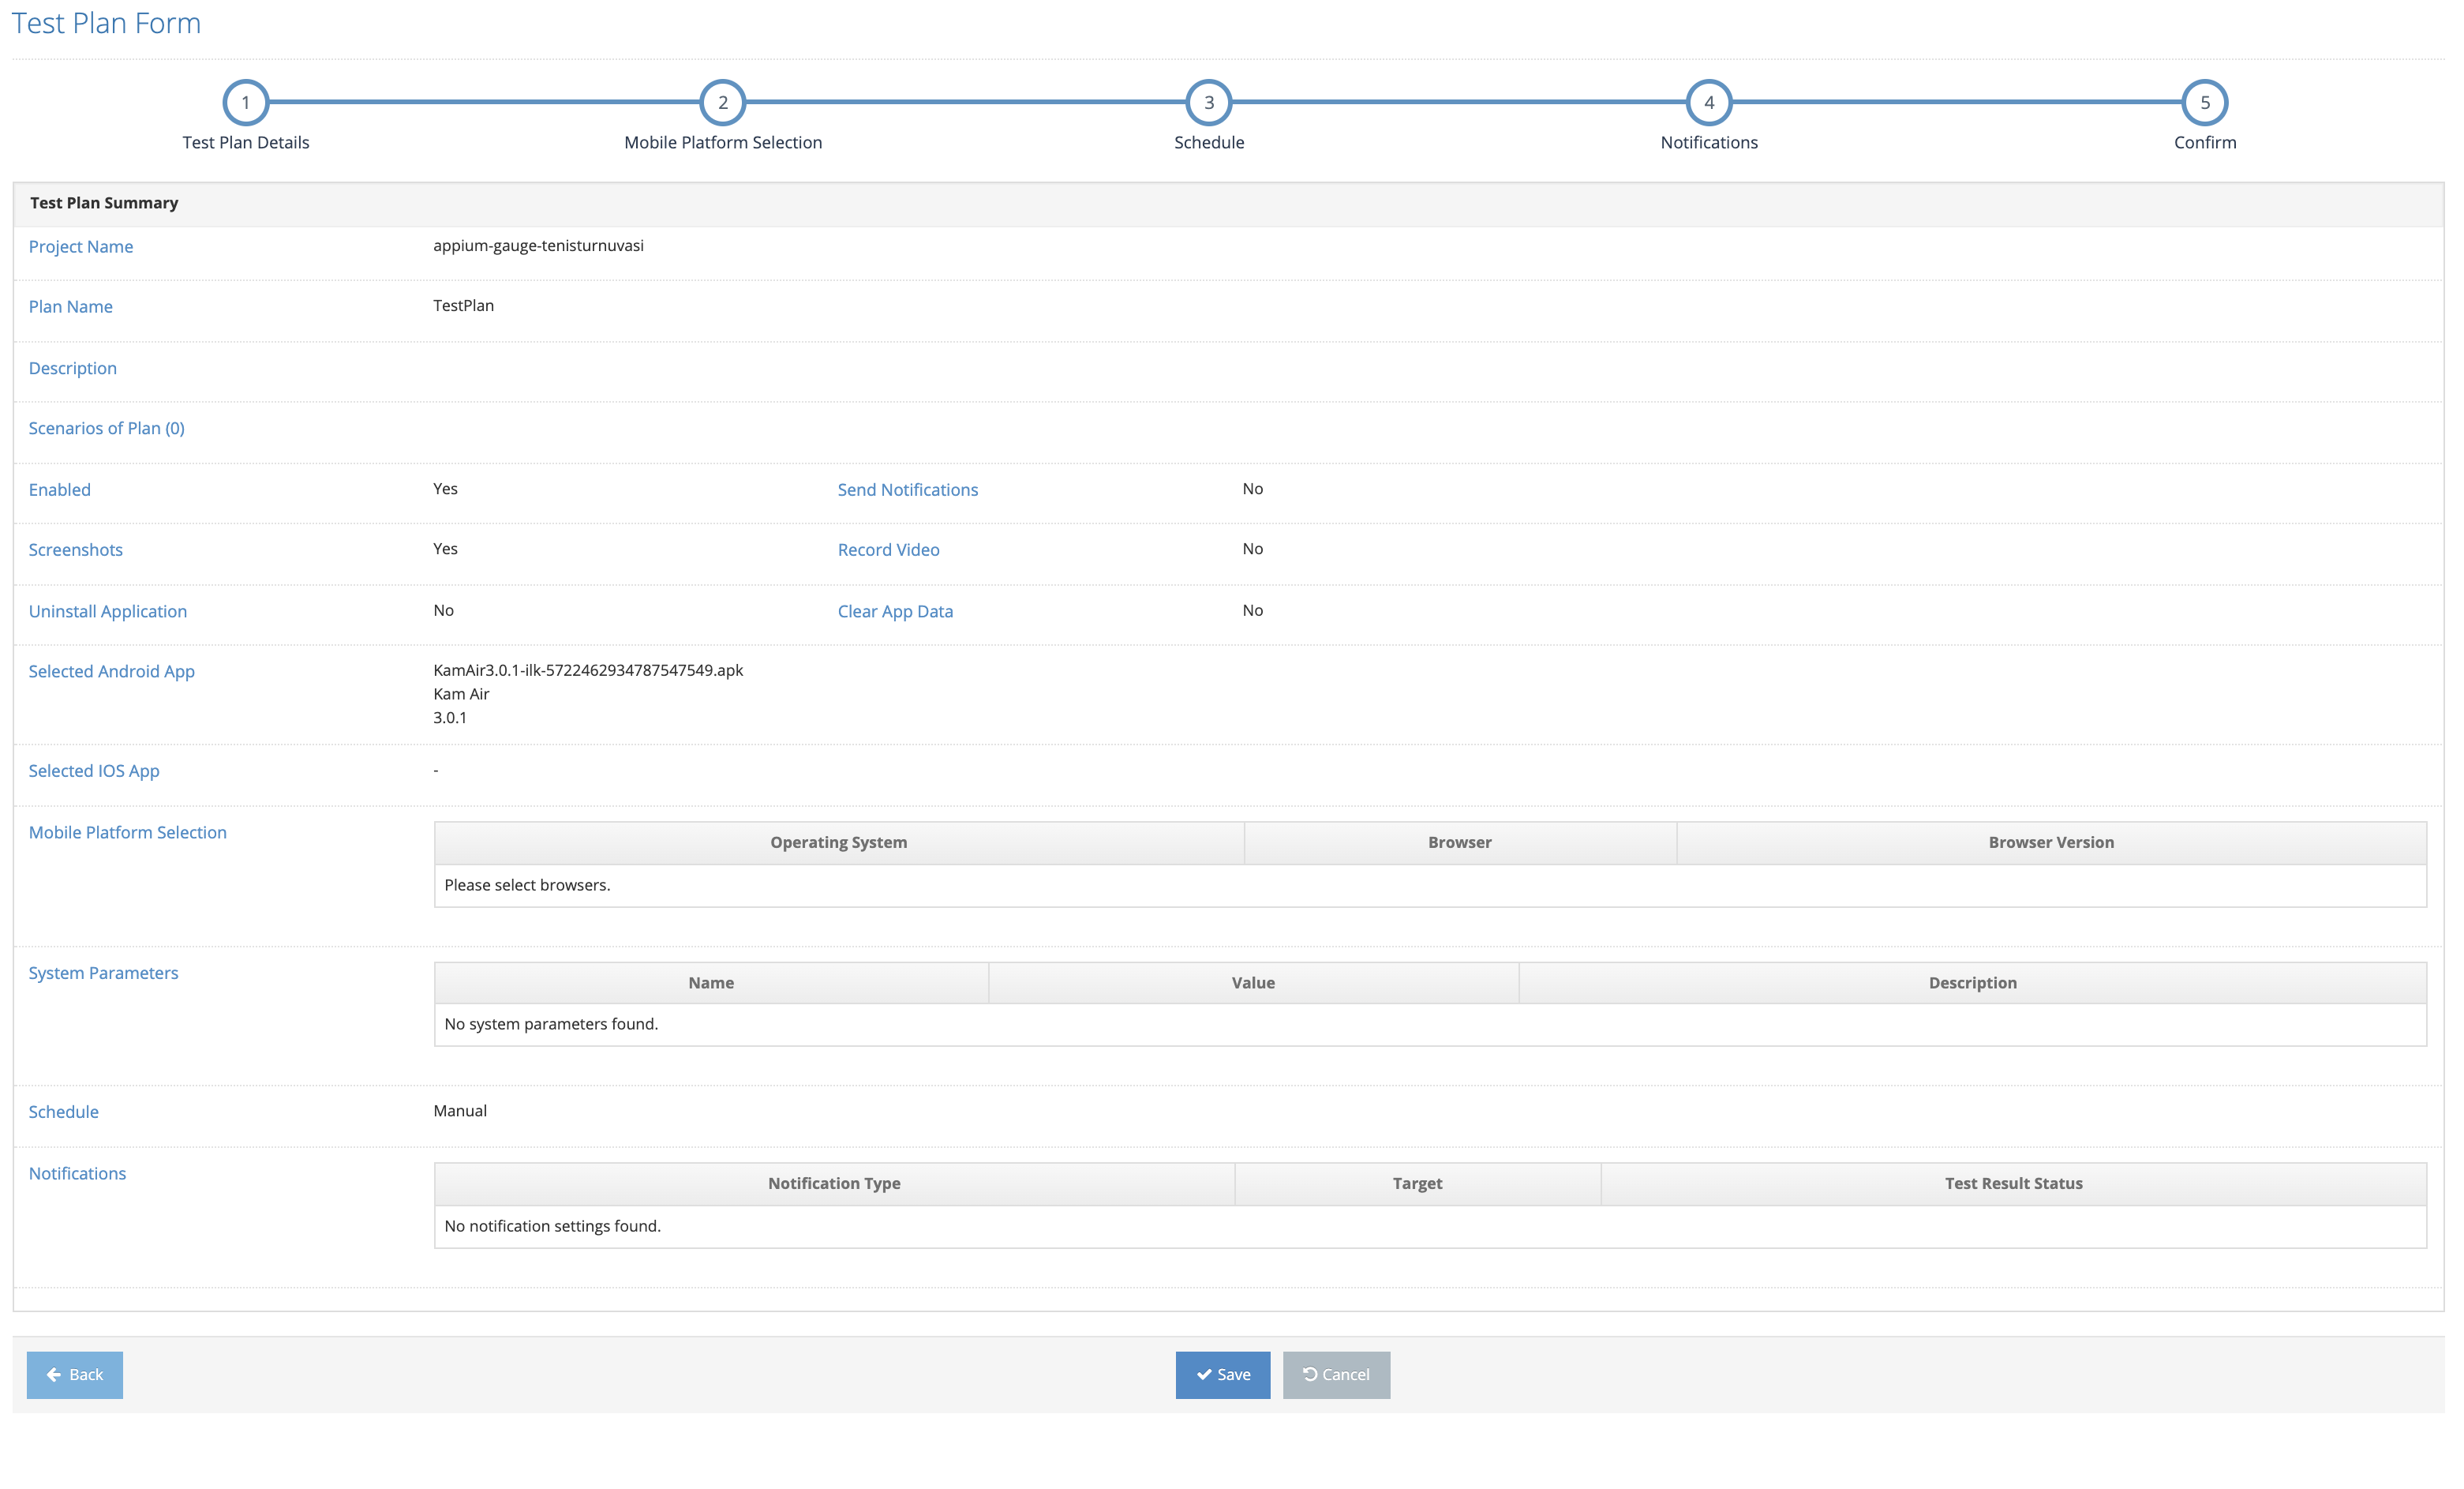 Test Plan Form
1 2 3 4 5
Test Plan Details Mobile Platform Selection Schedule Notifications Confirm
Test Plan Summary
Project Name appium-gauge-tenisturnuvasi
Plan Name TestPlan
Description
Scenarios of Plan (0)
Enabled Yes Send Notifications No
Screenshots Yes Record Video No
Uninstall Application No Clear App Data No
Selected Android App KamAir3.0.1-ilk-5722462934787547549.apk
Kam Air
3.0.1
Selected IOS App -
Mobile Platform Selection Operating System Browser Browser Version
Please select browsers.
System Parameters Name Value Description
No system parameters found.
Schedule Manual
Notifications Notification Type Target Test Result Status
No notification settings found.
Back Save Cancel